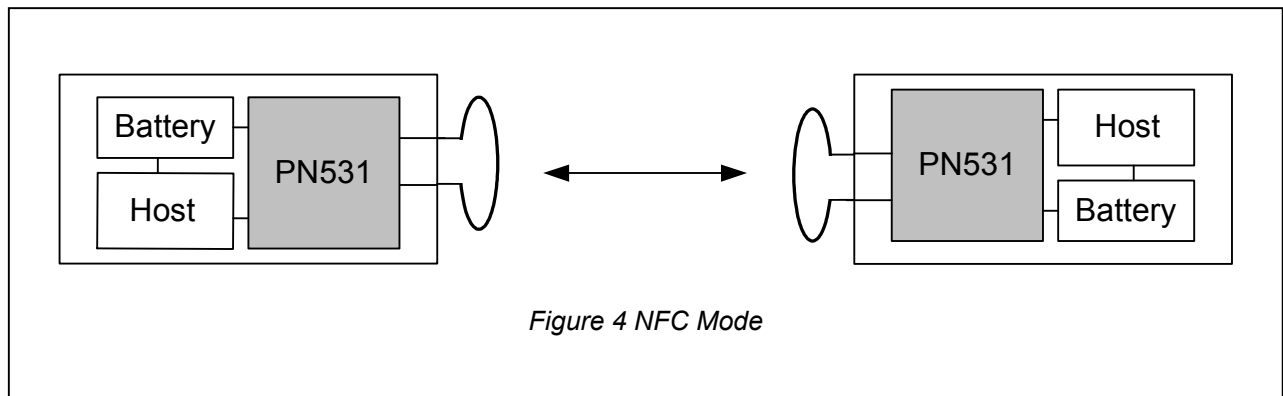 Battery
Host
PN531
PN531
Host
Battery
Figure 4 NFC Mode